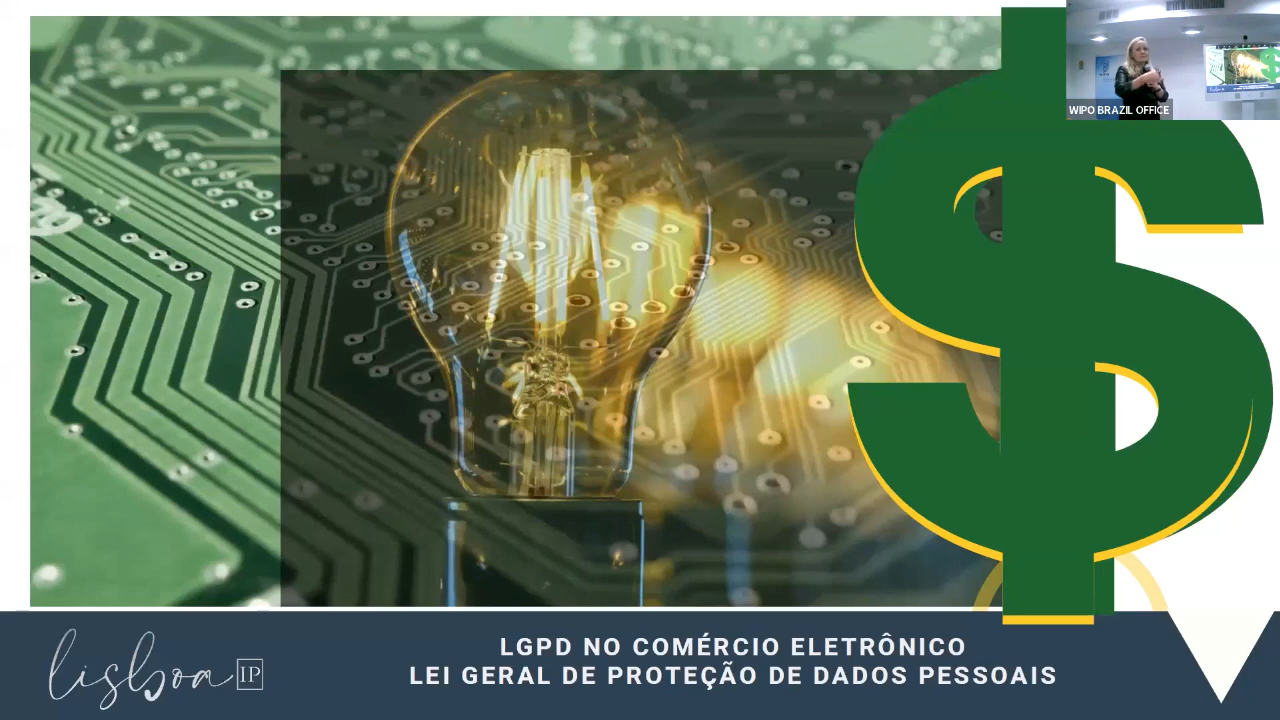 WIPO BRAZIL OFFICE
$
LGPD NO COMÉRCIO ELETRÔNICO
LEI GERAL DE PROTEÇÃO DE DADOS PESSOAIS
lisboa IP